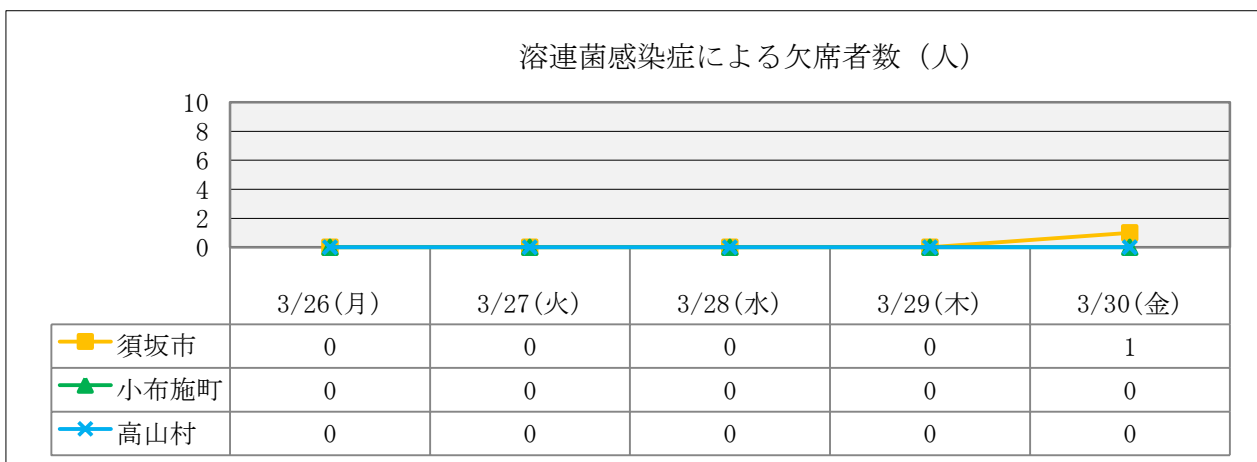 溶連菌感染症による欠席者数（人）
10
8
6
4
2
0
3/26(月) 3/27(火) 3/28(水) 3/29(木) 3/30(金)
須坂市 0 0 0 0 1
小布施町 0 0 0 0 0
高山村 0 0 0 0 0